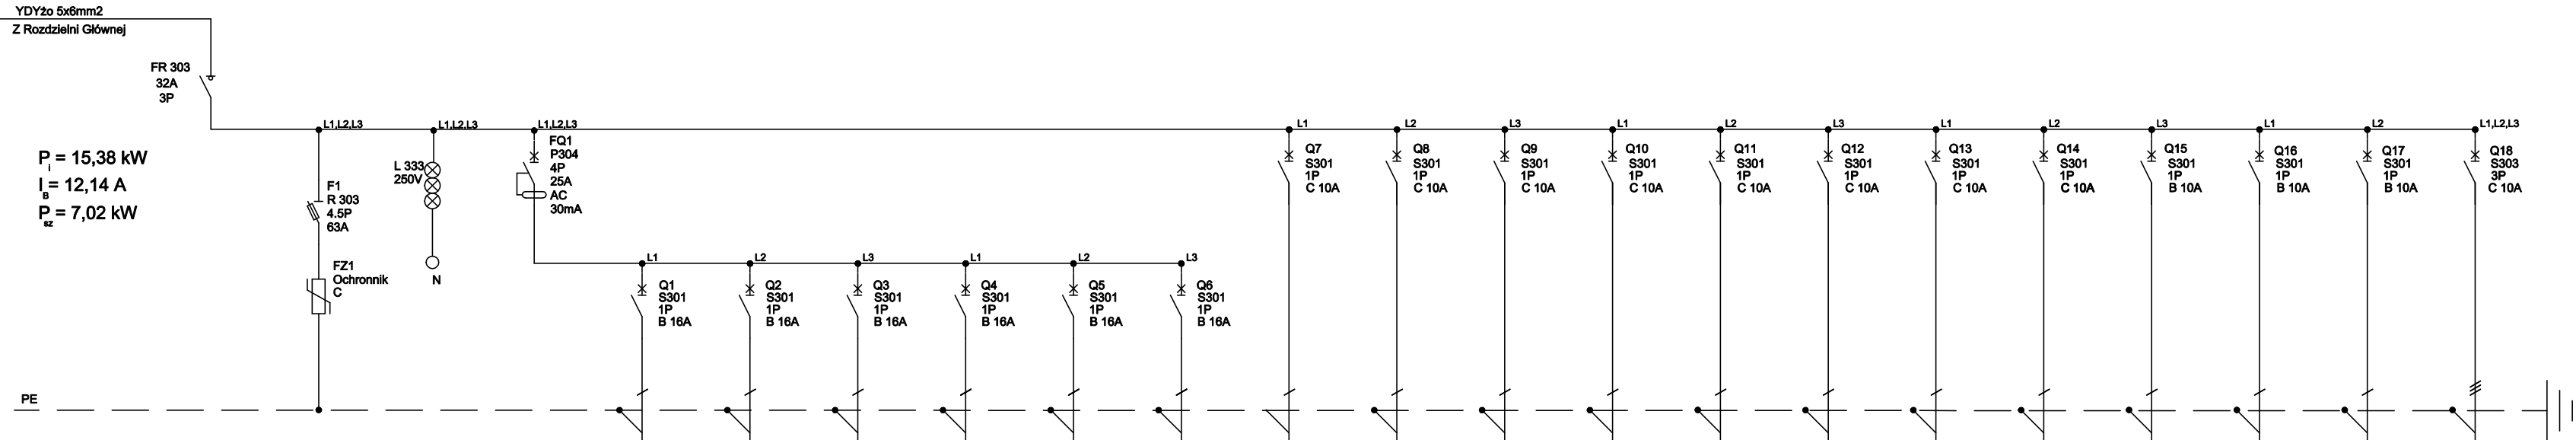 YDYżo 5x6mm2
Z Rozdzielni Głównej
FR 303
32A
3P
Pi = 15,38 kW
IB = 12,14 A
Psz = 7,02 kW
L1,L2,L3
F1
R 303
4.5P
63A
FZ1
Ochronnik
C
L1,L2,L3
L 333
250V
N
L1,L2,L3
FQ1
P304
4P
25A
AC
30mA
L1
Q1
S301
1P
B 16A
L2
Q2
S301
1P
B 16A
L3
Q3
S301
1P
B 16A
L1
Q4
S301
1P
B 16A
L2
Q5
S301
1P
B 16A
L3
Q6
S301
1P
B 16A
L1
Q7
S301
1P
C 10A
L2
Q8
S301
1P
C 10A
L3
Q9
S301
1P
C 10A
L1
Q10
S301
1P
C 10A
L2
Q11
S301
1P
C 10A
L3
Q12
S301
1P
C 10A
L1
Q13
S301
1P
C 10A
L2
Q14
S301
1P
C 10A
L3
Q15
S301
1P
B 10A
L1
Q16
S301
1P
B 10A
L2
Q17
S301
1P
B 10A
L1,L2,L3
Q18
S303
3P
C 10A
PE